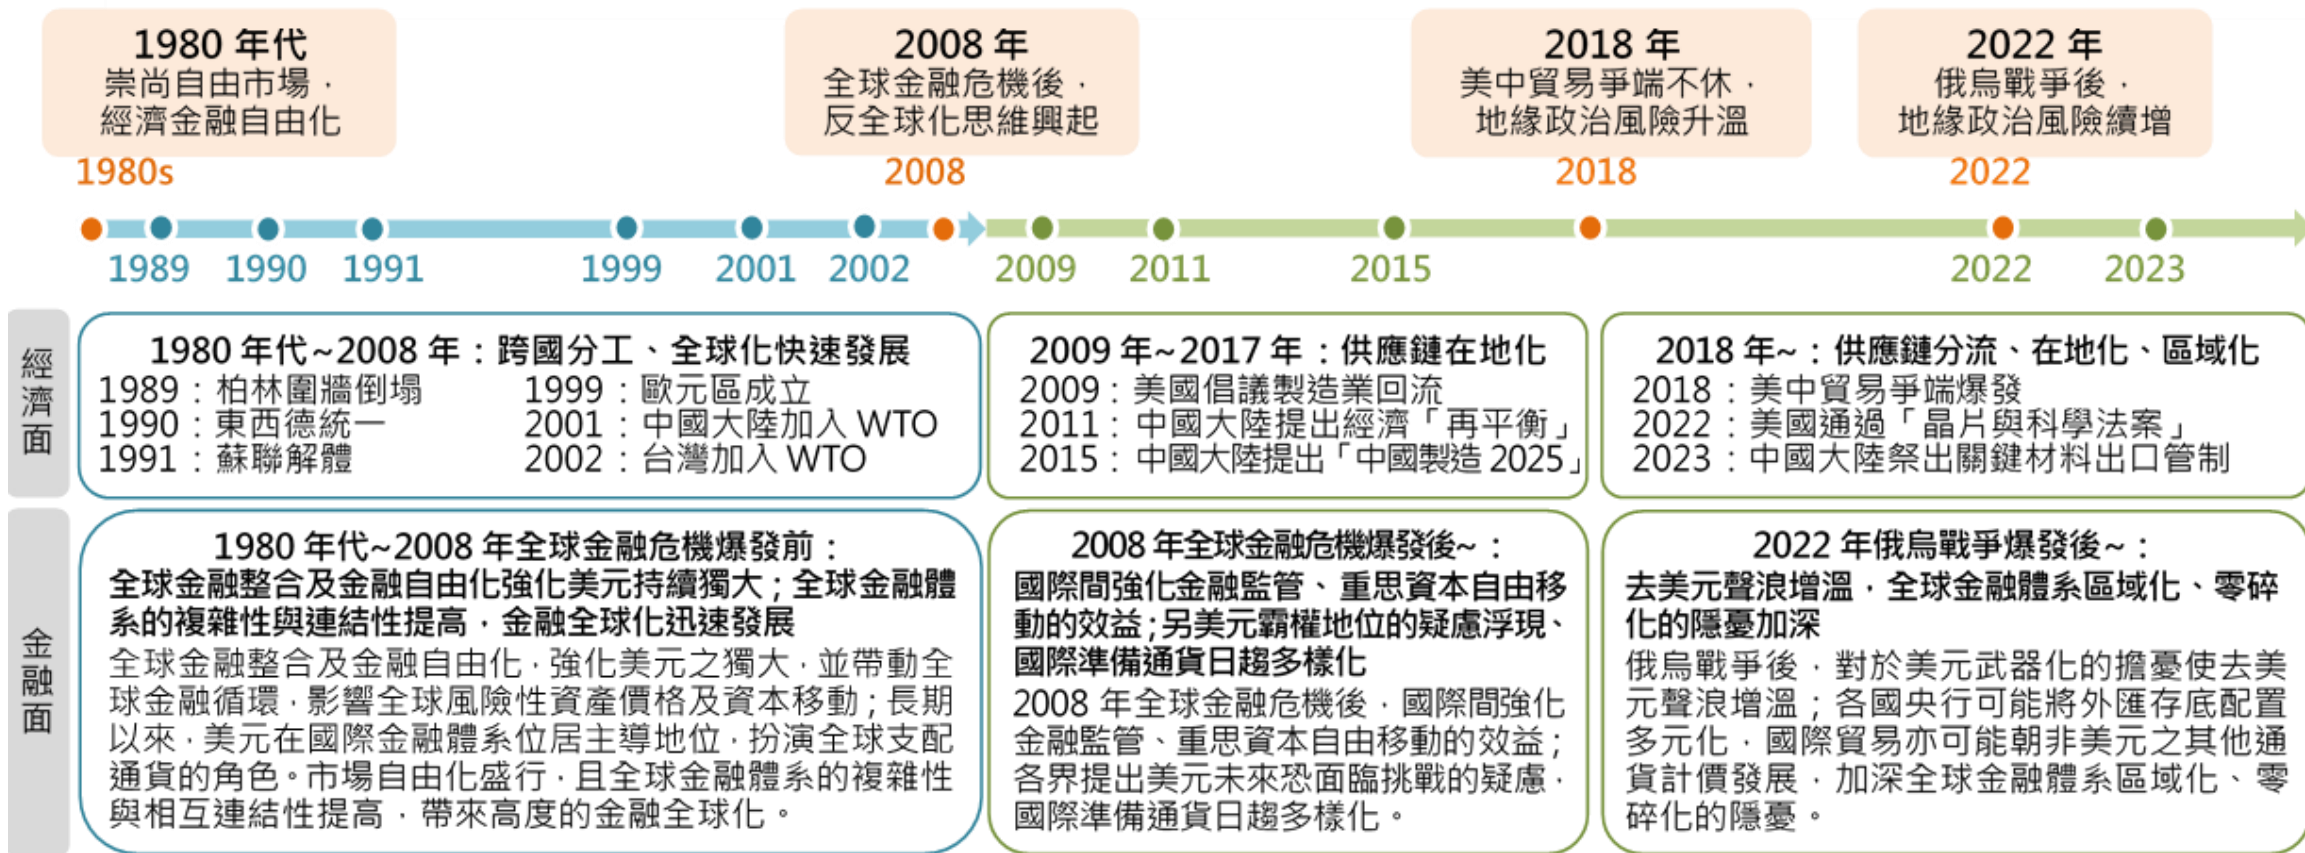 1980 年代
崇尚自由市場，
經濟金融自由化
2008 年
全球金融危機後，
反全球化思維興起
2018 年
美中貿易爭端不休，
地緣政治風險升溫
2022 年
俄烏戰爭後，
地緣政治風險續增
1980s
2008
2018
2022
1989
1990
1991
1999
2001
2002
2009
2011
2015
2022
2023
經濟面
1980 年代~2008 年：跨國分工、全球化快速發展
1989：柏林圍牆倒塌
1990：東西德統一
1991：蘇聯解體
1999：歐元區成立
2001：中國大陸加入 WTO
2002：台灣加入 WTO
2009 年~2017 年：供應鏈在地化
2009：美國倡議製造業回流
2011：中國大陸提出經濟「再平衡」
2015：中國大陸提出「中國製造 2025」
2018 年~：供應鏈分流、在地化、區域化
2018：美中貿易爭端爆發
2022：美國通過「晶片與科學法案」
2023：中國大陸祭出關鍵材料出口管制
金融面
1980 年代~2008 年全球金融危機爆發前：
全球金融整合及金融自由化強化美元持續獨大；全球金融體
系的複雜性與連結性提高，金融全球化迅速發展
全球金融整合及金融自由化，強化美元之獨大，並帶動全
球金融循環，影響全球風險性資產價格及資本移動；長期
以來，美元在國際金融體系位居主導地位，扮演全球支配
通貨的角色。市場自由化盛行，且全球金融體系的複雜性
與相互連結性提高，帶來高度的金融全球化。
2008 年全球金融危機爆發後~：
國際間強化金融監管、重思資本自由移
動的效益；另美元霸權地位的疑慮浮現、
國際準備通貨日趨多樣化
2008 年全球金融危機後，國際間強化
金融監管、重思資本自由移動的效益；
各界提出美元未來恐面臨挑戰的疑慮，
國際準備通貨日趨多樣化。
2022 年俄烏戰爭爆發後~：
去美元聲浪增溫，全球金融體系區域化、零碎
化的隱憂加深
俄烏戰爭後，對於美元武器化的擔憂使去美
元聲浪增溫；各國央行可能將外匯存底配置
多元化，國際貿易亦可能朝非美元之其他通
貨計價發展，加深全球金融體系區域化、零
碎化的隱憂。